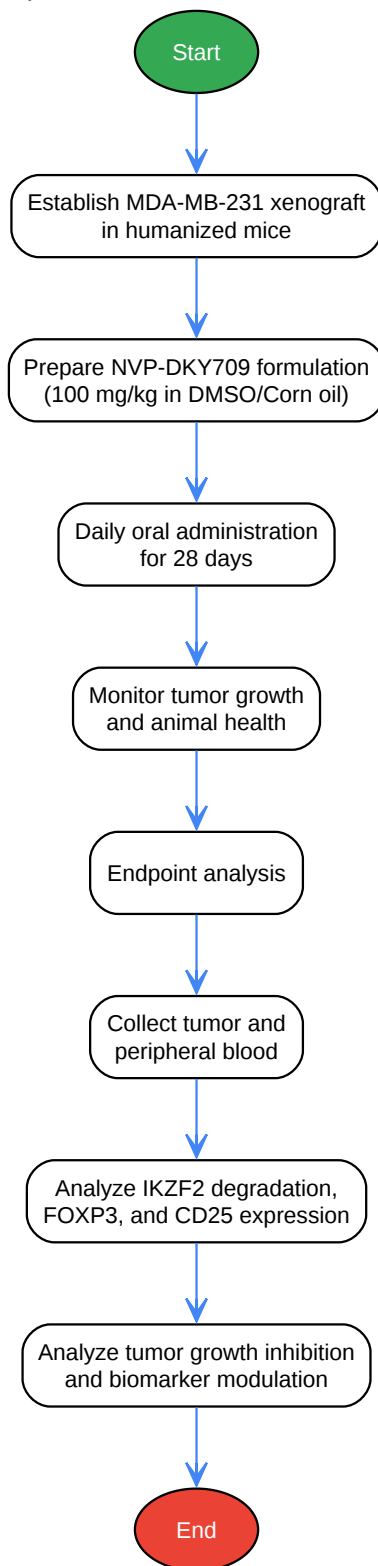 Start
Establish MDA-MB-231 xenograft
in humanized mice
Prepare NVP-DKY709 formulation
(100 mg/kg in DMSO/Corn oil)
Daily oral administration
for 28 days
Monitor tumor growth
and animal health
Endpoint analysis
Collect tumor and
peripheral blood
Analyze IKZF2 degradation,
FOXP3, and CD25 expression
Analyze tumor growth inhibition
and biomarker modulation
End